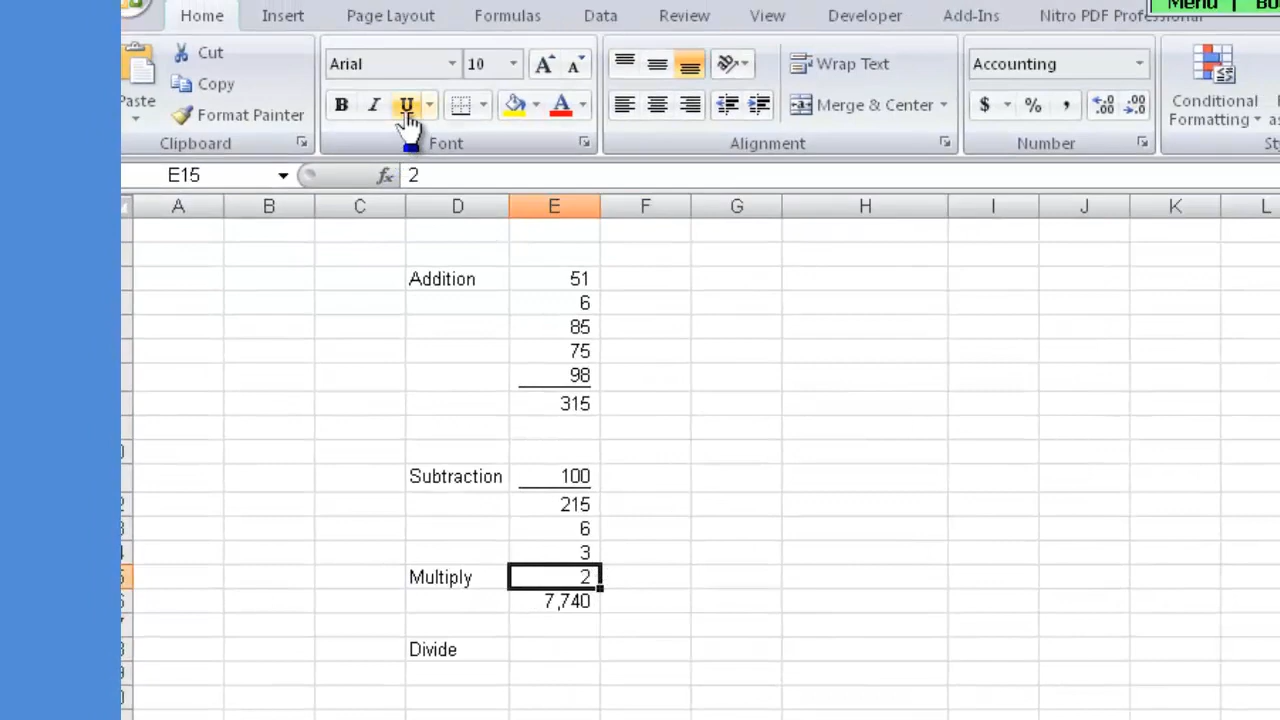 Menu |
Home Insert Page Layout Formulas Data Review View Developer Add-Ins Nitro PDF Professional
Cut
Copy
Paste
Format Painter
Arial 10
B I U A
Wrap Text
Merge & Center
Accounting
$ % ,
Conditional
Formatting
Clipboard Font Alignment Number
E15 fx 2
A B C D E F G H I J K L
Addition 51
6
85
75
98
315
Subtraction 100
215
6
3
Multiply 2
7,740
Divide